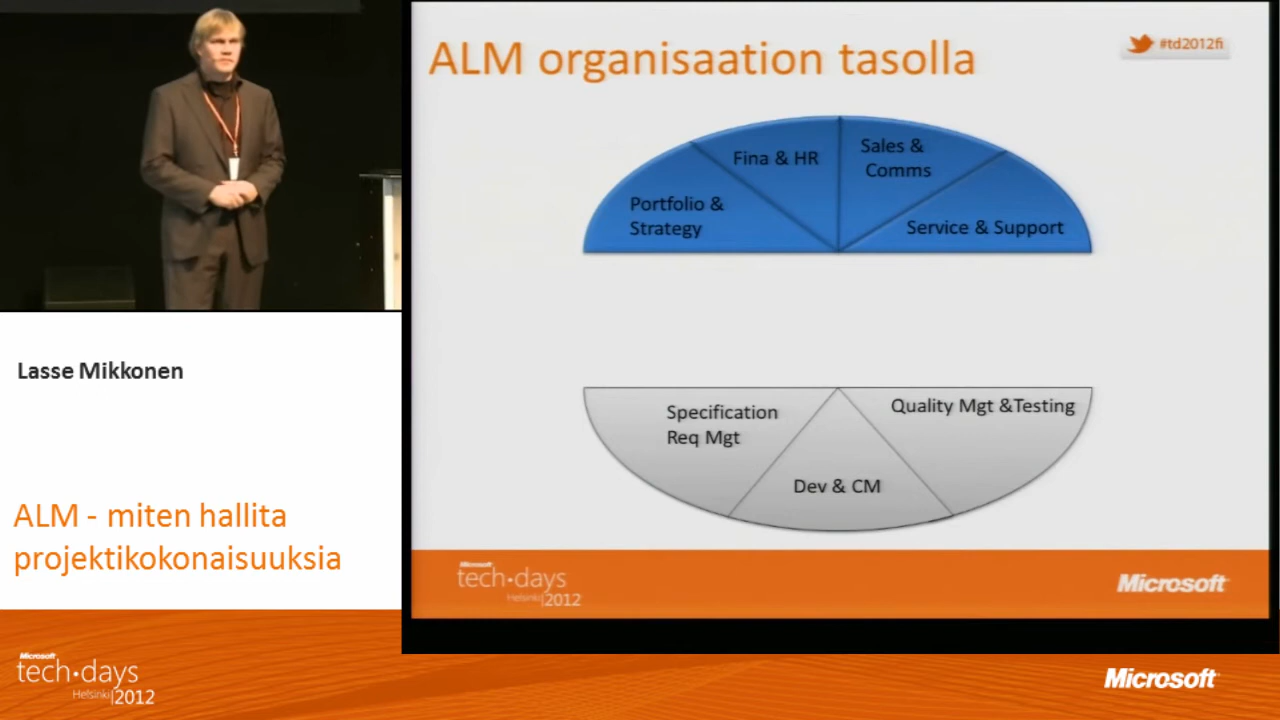 ALM organisaation tasolla
#td2012fi
Fina & HR
Sales &
Comms
Portfolio &
Strategy
Service & Support
Specification
Req Mgt
Quality Mgt &Testing
Dev & CM
Microsoft
tech·days
Helsinki|2012
Microsoft
Lasse Mikkonen
ALM - miten hallita
projektikokonaisuuksia
Microsoft
tech·days
Helsinki|2012
Microsoft